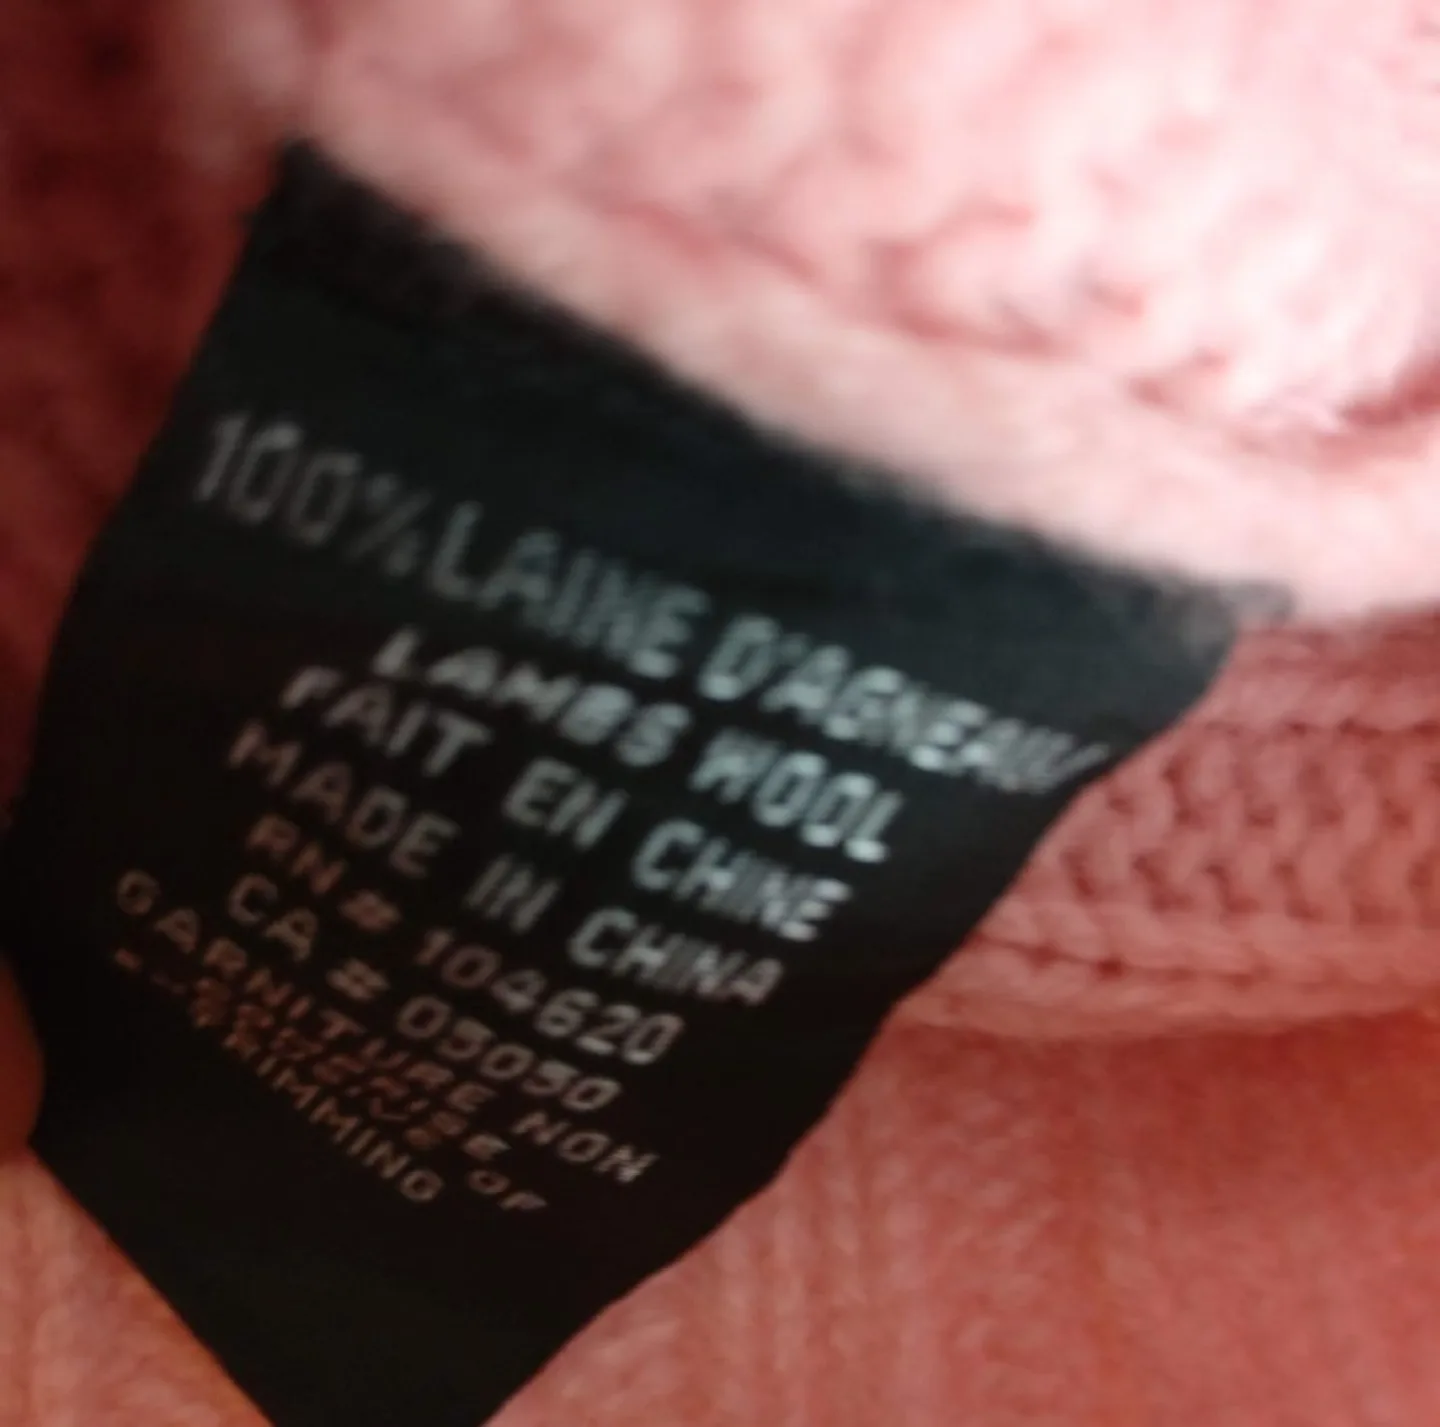 100% LAINE D'AGNEAU/
LAMBS WOOL
FAIT EN CHINE
MADE IN CHINA
RN # 104620
CA # 05050
GARNITURE NON
COMPRISE
OF
TRIMMING